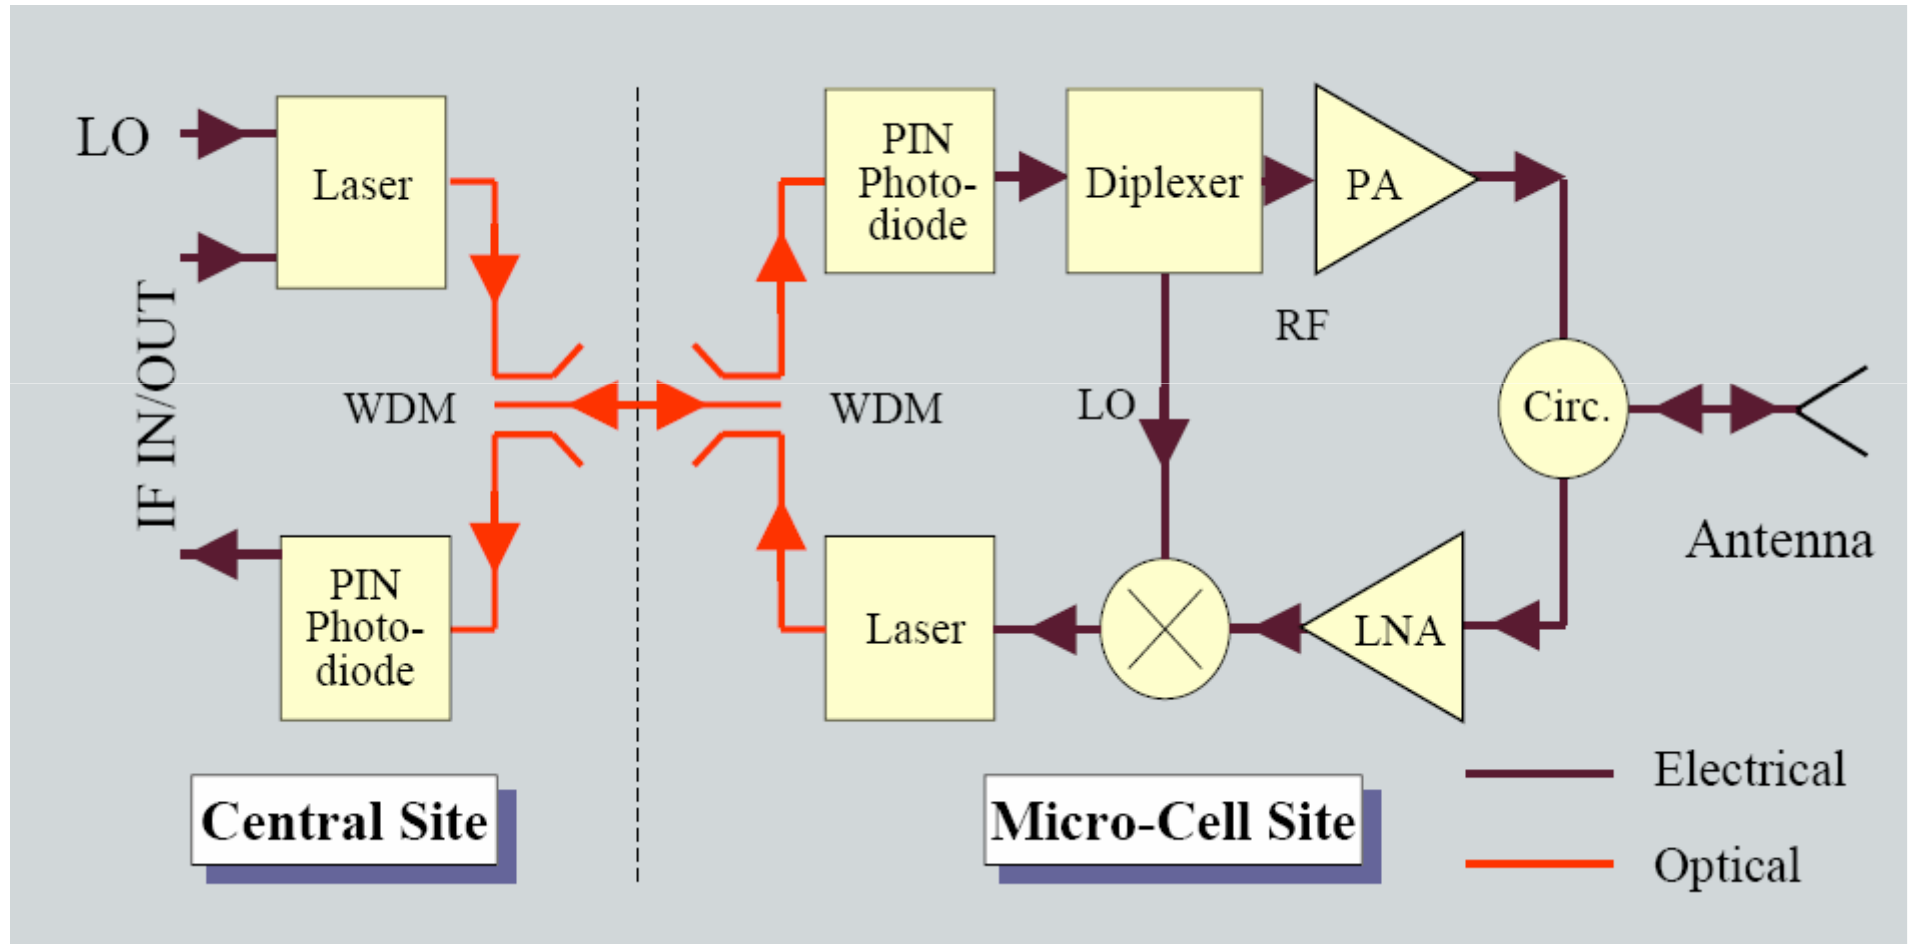 LO
Laser
IF IN/OUT
WDM
PIN
Photo-
diode
Central Site
PIN
Photo-
diode
Diplexer
PA
RF
WDM
LO
Circ.
Antenna
Laser
LNA
Micro-Cell Site
Electrical
Optical